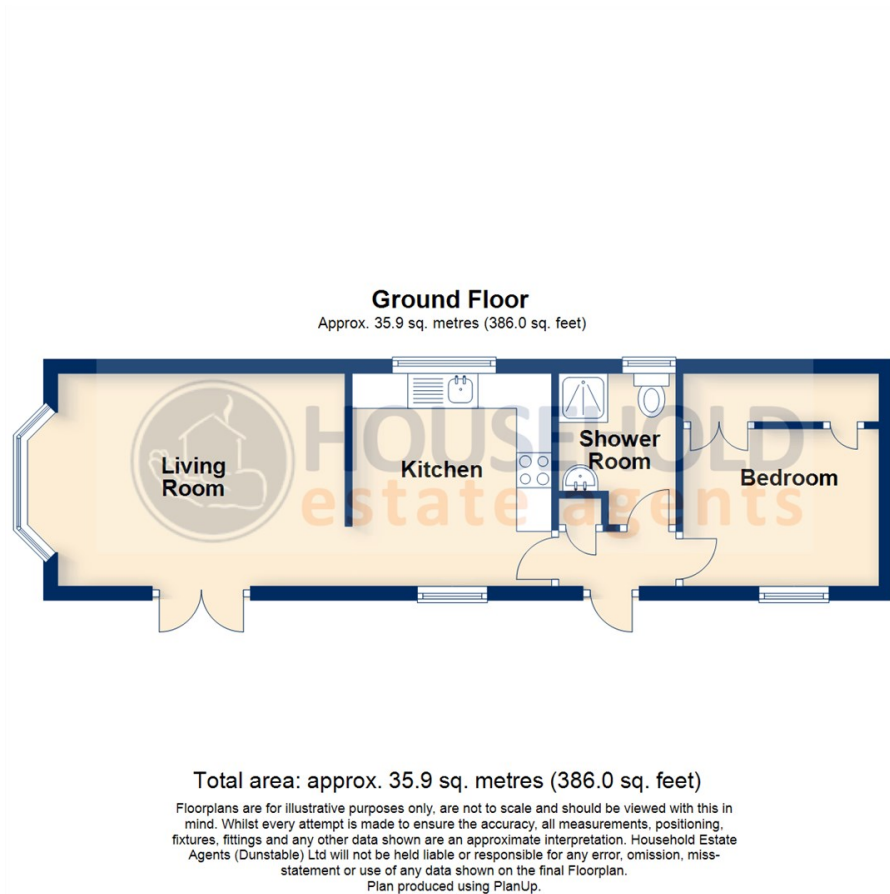 Ground Floor
Approx. 35.9 sq. metres (386.0 sq. feet)
HOUSEHOLD
estate agents
Living
Room
Kitchen
Shower
Room
Bedroom
Total area: approx. 35.9 sq. metres (386.0 sq. feet)
Floorplans are for illustrative purposes only, are not to scale and should be viewed with this in
mind. Whilst every attempt is made to ensure the accuracy, all measurements, positioning,
fixtures, fittings and any other data shown are an approximate interpretation. Household Estate
Agents (Dunstable) Ltd will not be held liable or responsible for any error, omission, miss-
statement or use of any data shown on the final Floorplan.
Plan produced using PlanUp.